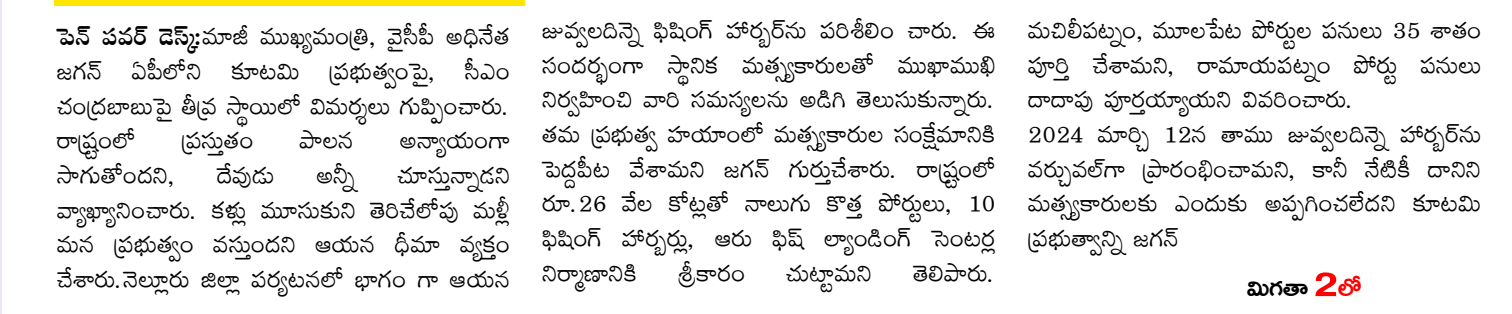 పెన్ పవర్ డెస్క్:మాజీ ముఖ్యమంత్రి, వైసీపీ అధినేత
జగన్ ఏపీలోని కూటమి ప్రభుత్వంపై, సీఎం
చంద్రబాబుపై తీవ్ర స్థాయిలో విమర్శలు గుప్పించారు.
రాష్ట్రంలో ప్రస్తుతం పాలన అన్యాయంగా
సాగుతోందని, దేవుడు అన్నీ చూస్తున్నాడని
వ్యాఖ్యానించారు. కళ్లు మూసుకుని తెరిచేలోపు మళ్లీ
మన ప్రభుత్వం వస్తుందని ఆయన ధీమా వ్యక్తం
చేశారు.నెల్లూరు జిల్లా పర్యటనలో భాగం గా ఆయన
జువ్వలదిన్నె ఫిషింగ్ హార్బర్‌ను పరిశీలిం చారు. ఈ
సందర్భంగా స్థానిక మత్స్యకారులతో ముఖాముఖి
నిర్వహించి వారి సమస్యలను అడిగి తెలుసుకున్నారు.
తమ ప్రభుత్వ హయాంలో మత్స్యకారుల సంక్షేమానికి
పెద్దపీట వేశామని జగన్ గుర్తుచేశారు. రాష్ట్రంలో
రూ.26 వేల కోట్లతో నాలుగు కొత్త పోర్టులు, 10
ఫిషింగ్ హార్బర్లు, ఆరు ఫిష్ ల్యాండింగ్ సెంటర్ల
నిర్మాణానికి శ్రీకారం చుట్టామని తెలిపారు.
మచిలీపట్నం, మూలపేట పోర్టుల పనులు 35 శాతం
పూర్తి చేశామని, రామాయపట్నం పోర్టు పనులు
దాదాపు పూర్తయ్యాయని వివరించారు.
2024 మార్చి 12న తాము జువ్వలదిన్నె హార్బర్‌ను
వర్చువల్‌గా ప్రారంభించామని, కానీ నేటికీ దానిని
మత్స్యకారులకు ఎందుకు అప్పగించలేదని కూటమి
ప్రభుత్వాన్ని జగన్
మిగతా 2లో